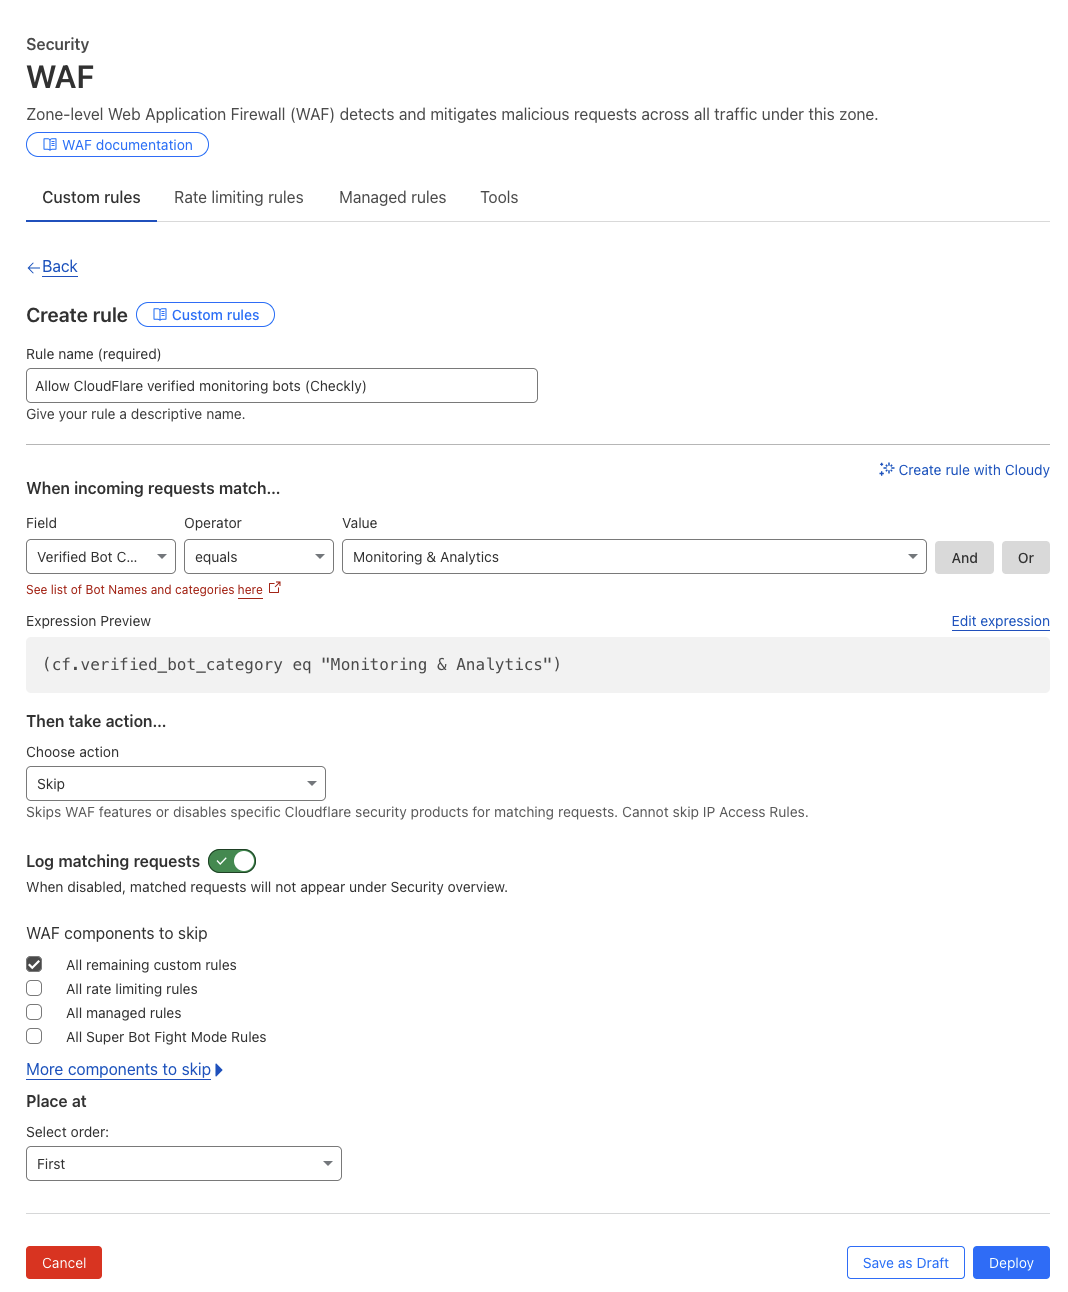 Security
WAF
Zone-level Web Application Firewall (WAF) detects and mitigates malicious requests across all traffic under this zone.
WAF documentation
Custom rules Rate limiting rules Managed rules Tools
Back
Create rule Custom rules
Rule name (required)
Allow CloudFlare verified monitoring bots (Checkly)
Give your rule a descriptive name.
Create rule with Cloudy
When incoming requests match...
Field Operator Value
Verified Bot C... equals Monitoring & Analytics And Or
See list of Bot Names and categories here
Expression Preview Edit expression
(cf.verified_bot_category eq "Monitoring & Analytics")
Then take action...
Choose action
Skip
Skips WAF features or disables specific Cloudflare security products for matching requests. Cannot skip IP Access Rules.
Log matching requests
When disabled, matched requests will not appear under Security overview.
WAF components to skip
All remaining custom rules
All rate limiting rules
All managed rules
All Super Bot Fight Mode Rules
More components to skip
Place at
Select order:
First
Cancel Save as Draft Deploy